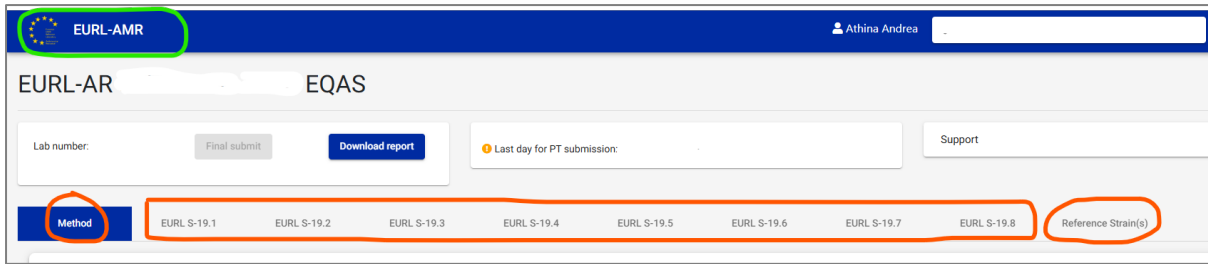 EURL-AMR Athina Andrea
EURL-AR EQAS
Lab number: Final submit Download report Last day for PT submission: Support
Method EURL S-19.1 EURL S-19.2 EURL S-19.3 EURL S-19.4 EURL S-19.5 EURL S-19.6 EURL S-19.7 EURL S-19.8 Reference Strain(s)